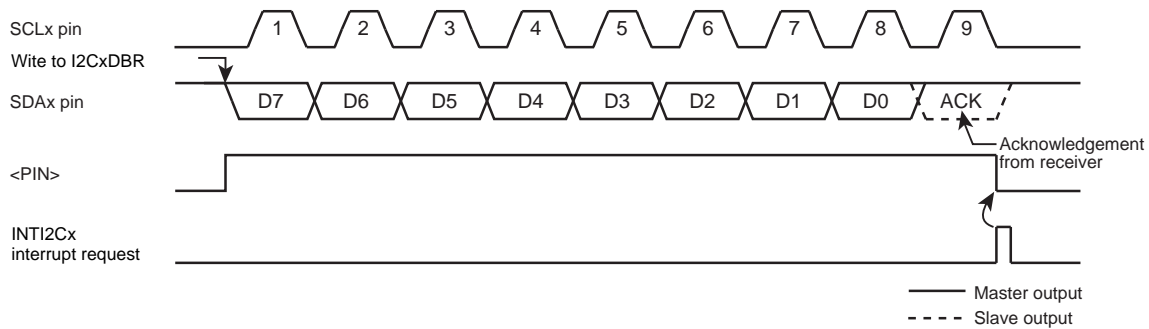 SCLx pin
1 2 3 4 5 6 7 8 9
Wite to I2CxDBR
SDAx pin
D7 D6 D5 D4 D3 D2 D1 D0 ACK
Acknowledgement
from receiver
<PIN>
INTI2Cx
interrupt request
Master output
Slave output